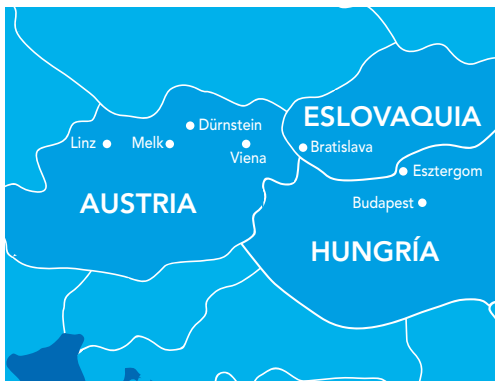 ESLOVAQUIA
Dürnstein
Linz
Melk
Viena
Bratislava
Esztergom
AUSTRIA
Budapest
HUNGRÍA